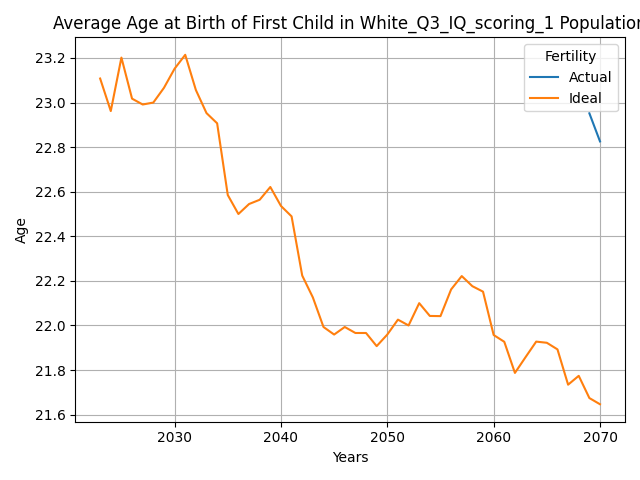 Average Age at Birth of First Child in White_Q3_IQ_scoring_1 Population
Fertility
Actual
Ideal
23.2
23.0
22.8
22.6
22.4
22.2
22.0
21.8
21.6
Age
2030 2040 2050 2060 2070
Years